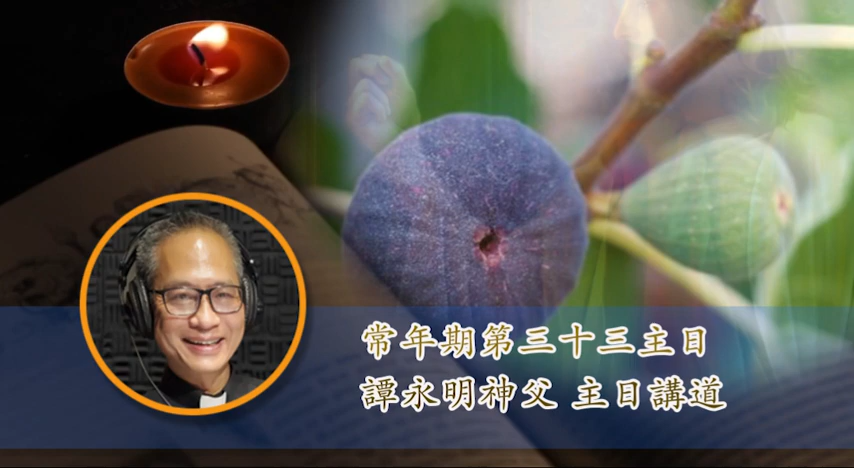 常年期第三十三主日
譚永明神父 主日講道